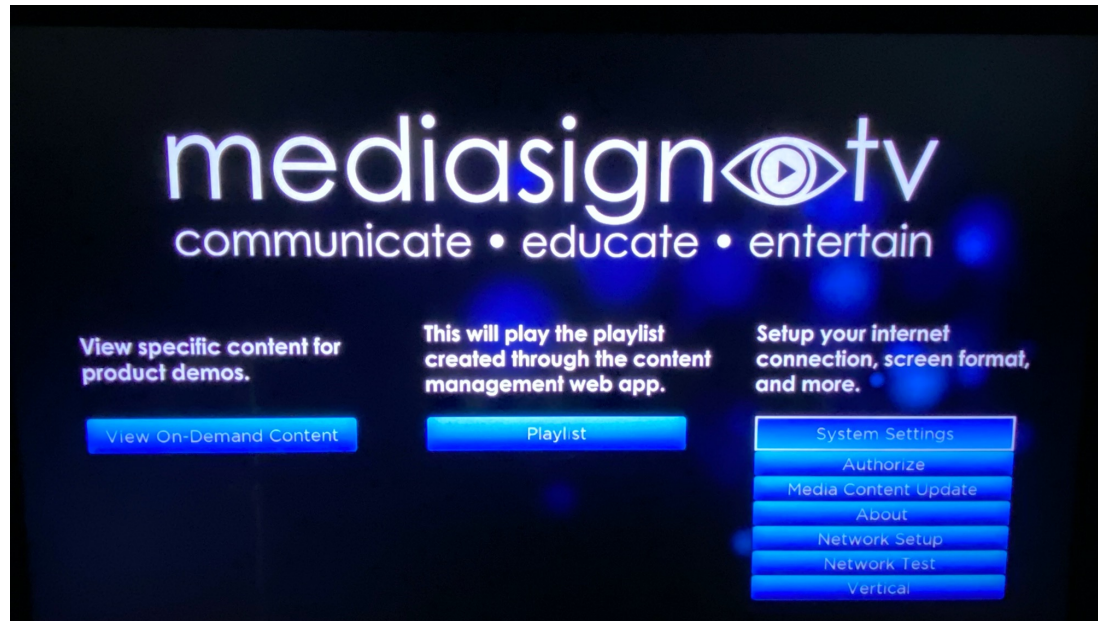 mediasign tv
communicate • educate • entertain
View specific content for
product demos.
View On-Demand Content
This will play the playlist
created through the content
management web app.
Playlist
Setup your internet
connection, screen format,
and more.
System Settings
Authorize
Media Content Update
About
Network Setup
Network Test
Vertical